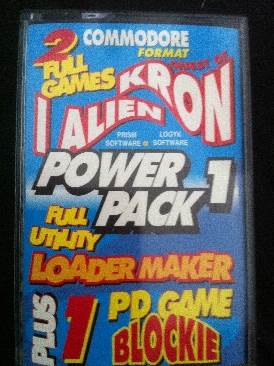 2 FULL GAMES
COMMODORE
FORMAT
I ALIEN
KRON
PRISM SOFTWARE
LOGYK SOFTWARE
POWER PACK 1
FULL UTILITY
LOADER MAKER
PLUS 1 PD GAME
BLOCKIE